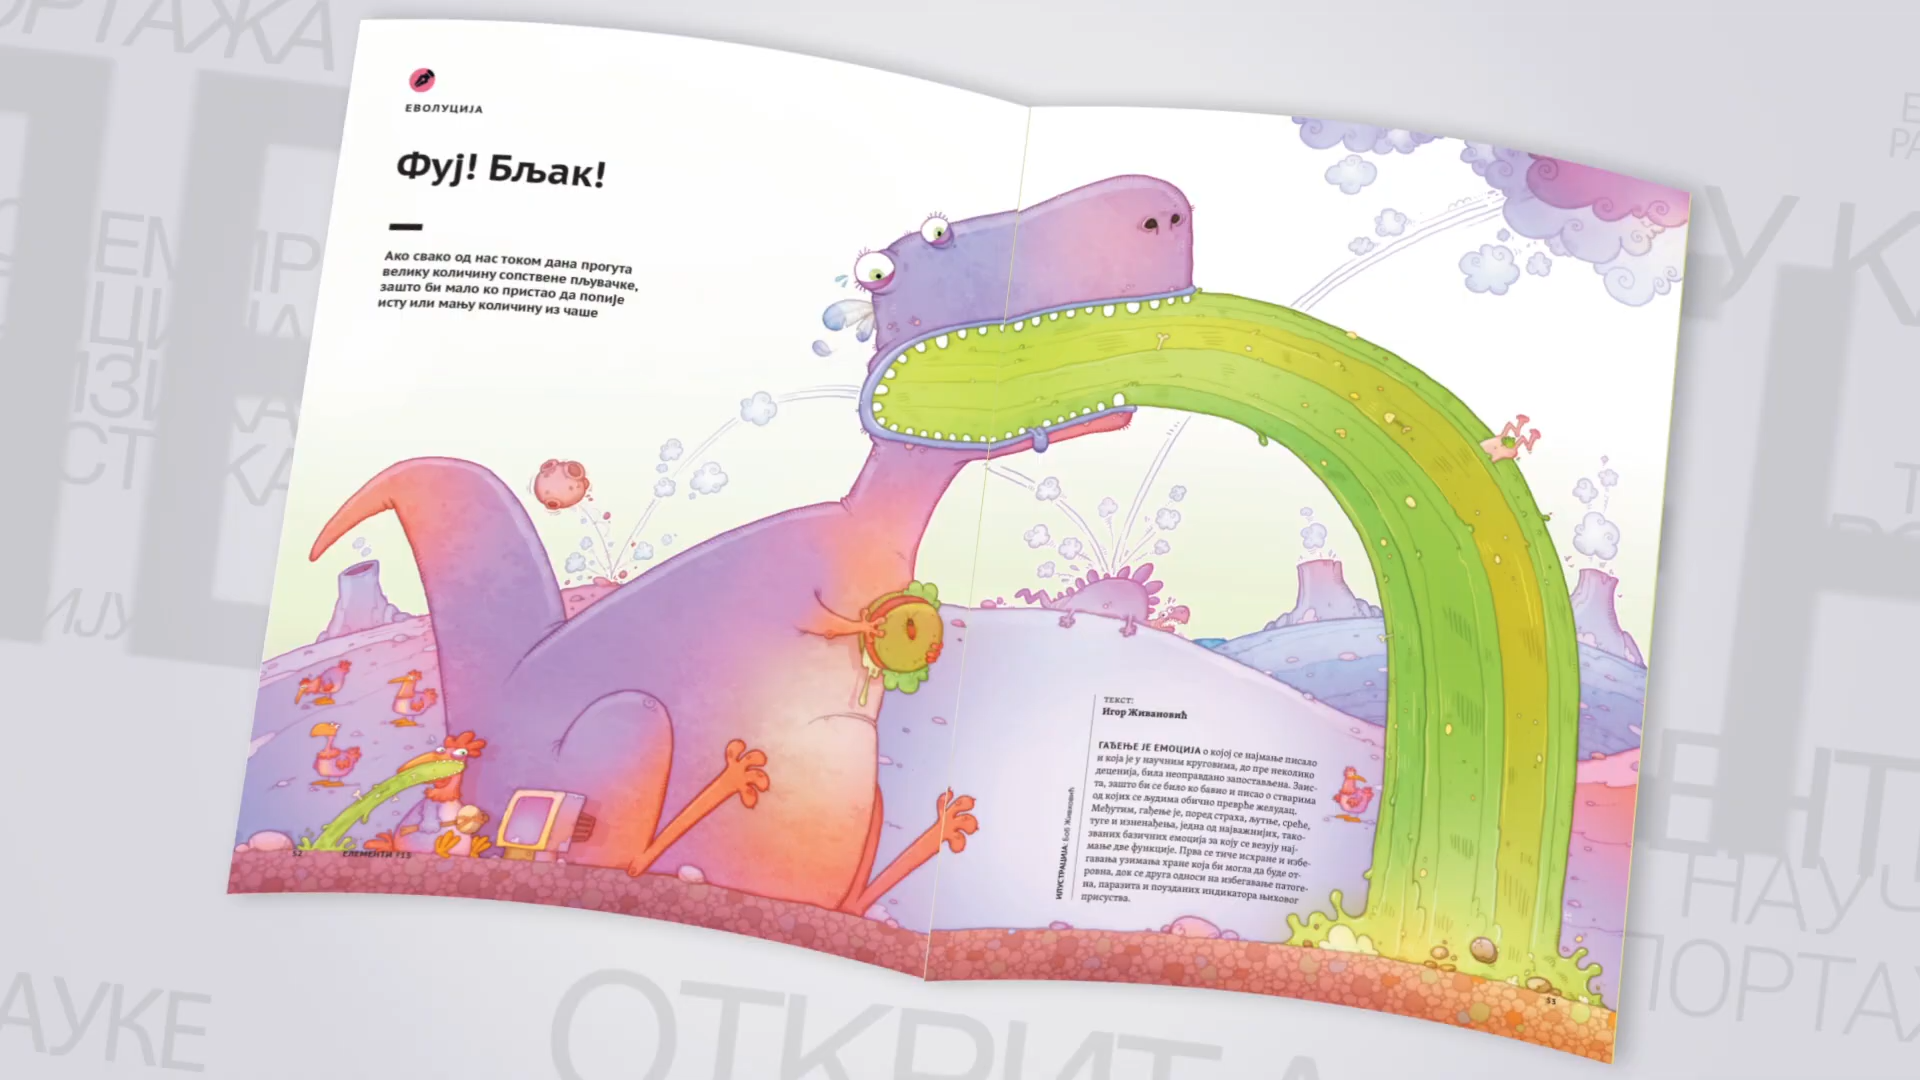 ЕВОЛУЦИЈА
Фуј! Бљак!
Ако свако од нас током дана прогута
велику количину сопствене пљувачке,
зашто би мало ко пристао да попије
исту или мању количину из чаше
52 ЕЛЕМЕНТИ #13
ТЕКСТ:
Игор Живановић
ГАЂЕЊЕ ЈЕ ЕМОЦИЈА о којој се најмање писало
и која је у научним круговима, до пре неколико
деценија, била неоправдано запостављена. Заис-
та, зашто би се било ко бавио и писао о стварима
од којих се људима обично преврће желудац.
Међутим, гађење је, поред страха, љутње, среће,
туге и изненађења, једна од најважнијих, тако-
званих базичних емоција за коју се везују нај-
мање две функције. Прва се тиче исхране и избе-
гавања узимања хране која би могла да буде от-
ровна, док се друга односи на избегавање патоге-
на, паразита и поузданих индикатора њиховог
присуства.
ИЛУСТРАЦИЈА: Боб Живковић
53
НАУКЕ